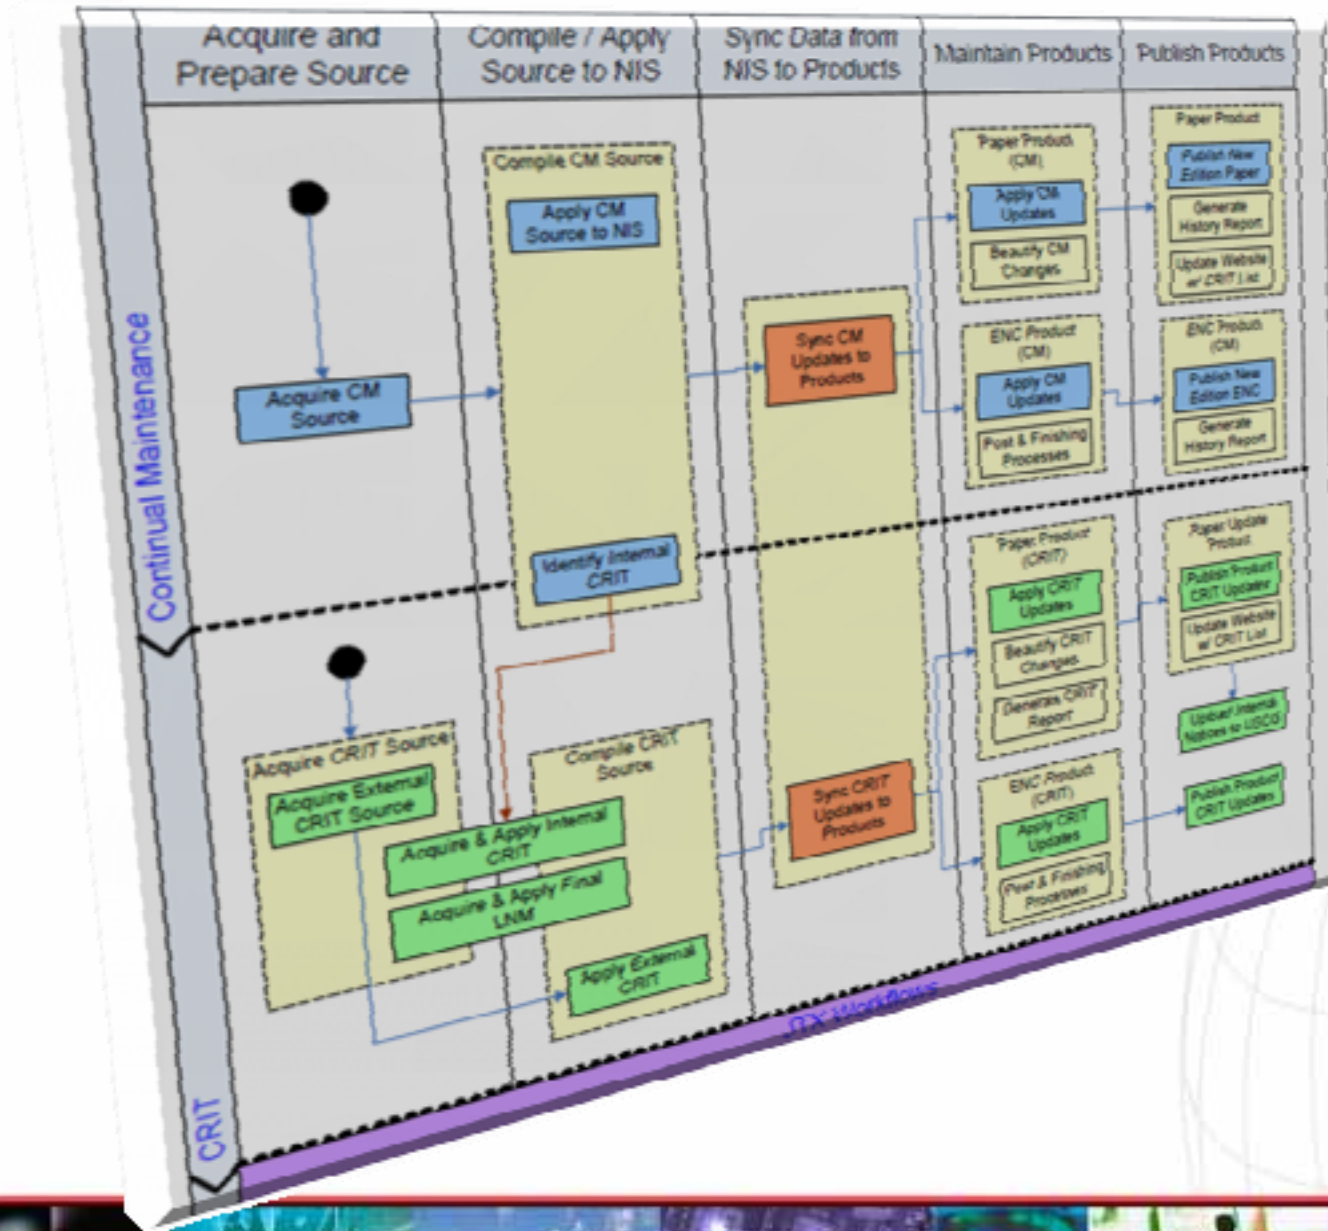 Acquire and
Prepare Source
Compile / Apply
Source to NIS
Sync Data from
NIS to Products
Maintain Products
Publish Products
Continual Maintenance
Acquire CM
Source
Compile CM Source
Apply CM
Source to NIS
Identify Internal
CRIT
Sync CM
Updates to
Products
Paper Product
(CM)
Apply CM
Updates
Beautify CM
Changes
ENC Product
(CM)
Apply CM
Updates
Post & Finishing
Processes
Paper Product
Publish New
Edition Paper
Generate
History Report
Update Website
w/ CRIT List
ENC Product
(CM)
Publish New
Edition ENC
Generate
History Report
CRIT
Acquire CRIT Source
Acquire External
CRIT Source
Acquire & Apply Internal
CRIT
Acquire & Apply Final
LNM
Compile CRIT
Source
Apply External
CRIT
Sync CRIT
Updates to
Products
Paper Product
(CRIT)
Apply CRIT
Updates
Beautify CRIT
Changes
Generate CRIT
Report
ENC Product
(CRIT)
Apply CRIT
Updates
Post & Finishing
Processes
Paper Update
Product
Publish Product
CRIT Updates
Update Website
w/ CRIT List
Upload Internal
Notices to USCG
Publish Product
CRIT Updates
JTX Workflows